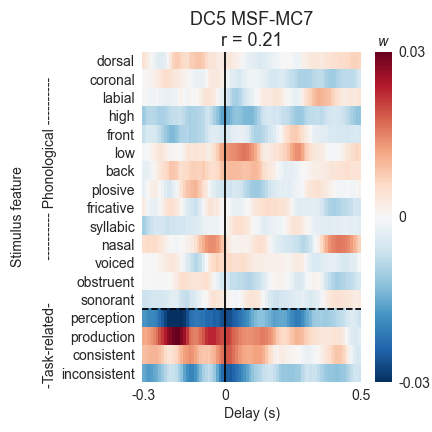 DC5 MSF-MC7
r = 0.21
w
dorsal
coronal
labial
high
front
low
back
plosive
fricative
syllabic
nasal
voiced
obstruent
sonorant
perception
production
consistent
inconsistent
Stimulus feature
-Task-related- ----------- Phonological ----------
-0.3
0
0.5
Delay (s)
0.03
0
-0.03